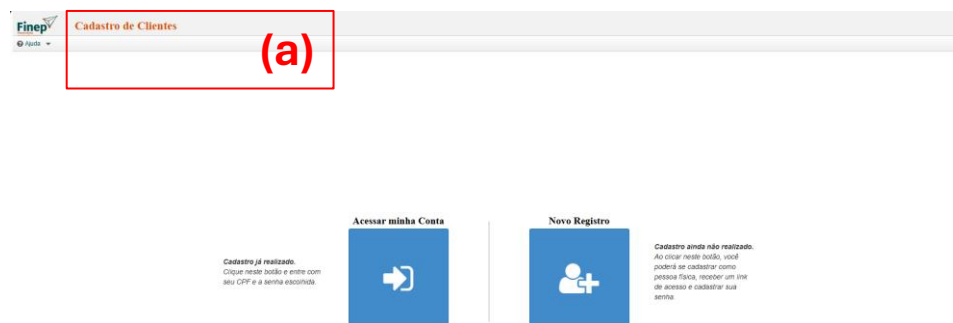 Finep
Cadastro de Clientes
Ajuda
(a)
Acessar minha Conta
Novo Registro
Cadastro já realizado.
Clique neste botão e entre com
seu CPF e a senha escolhida.
Cadastro ainda não realizado.
Ao clicar neste botão, você
poderá se cadastrar como
pessoa física, receber um link
de acesso e cadastrar sua
senha.